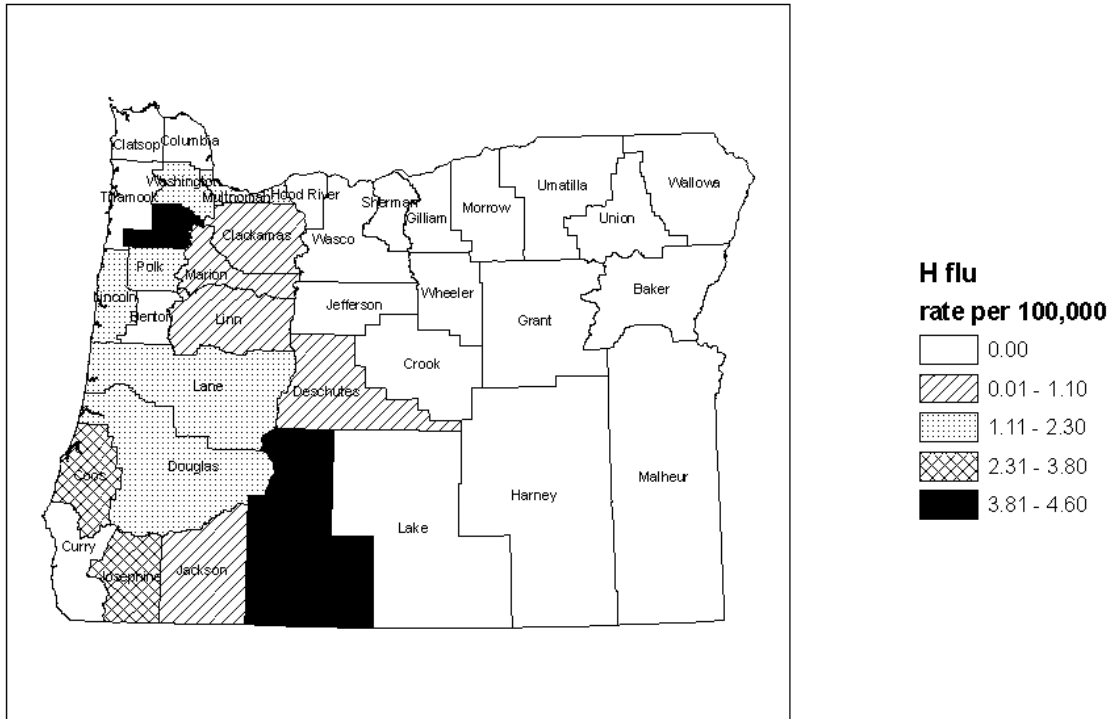 Clatsop
Columbia
Washington
Tillamook
Multnomah
Hood River
Sherman
Gilliam
Morrow
Umatilla
Union
Wallowa
Clackamas
Wasco
Polk
Marion
Lincoln
Benton
Linn
Jefferson
Wheeler
Grant
Baker
Crook
Lane
Deschutes
Douglas
Coos
Harney
Malheur
Lake
Curry
Josephine
Jackson
H flu
rate per 100,000
0.00
0.01 - 1.10
1.11 - 2.30
2.31 - 3.80
3.81 - 4.60